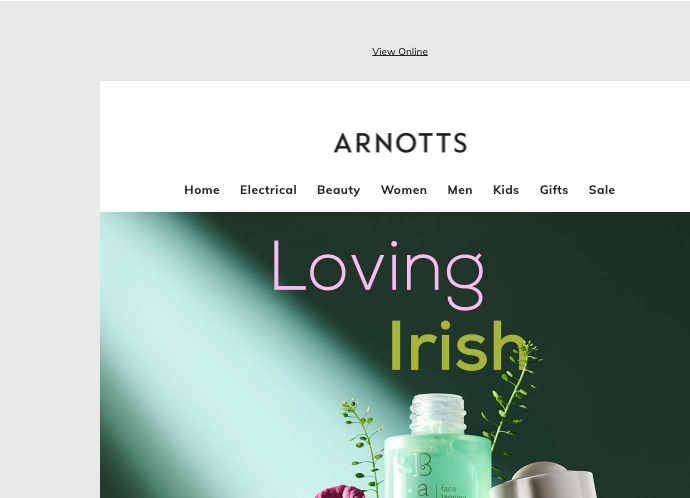 View Online
ARNOTTS
Home Electrical Beauty Women Men Kids Gifts Sale
Loving
Irish
B
a
face
tanning